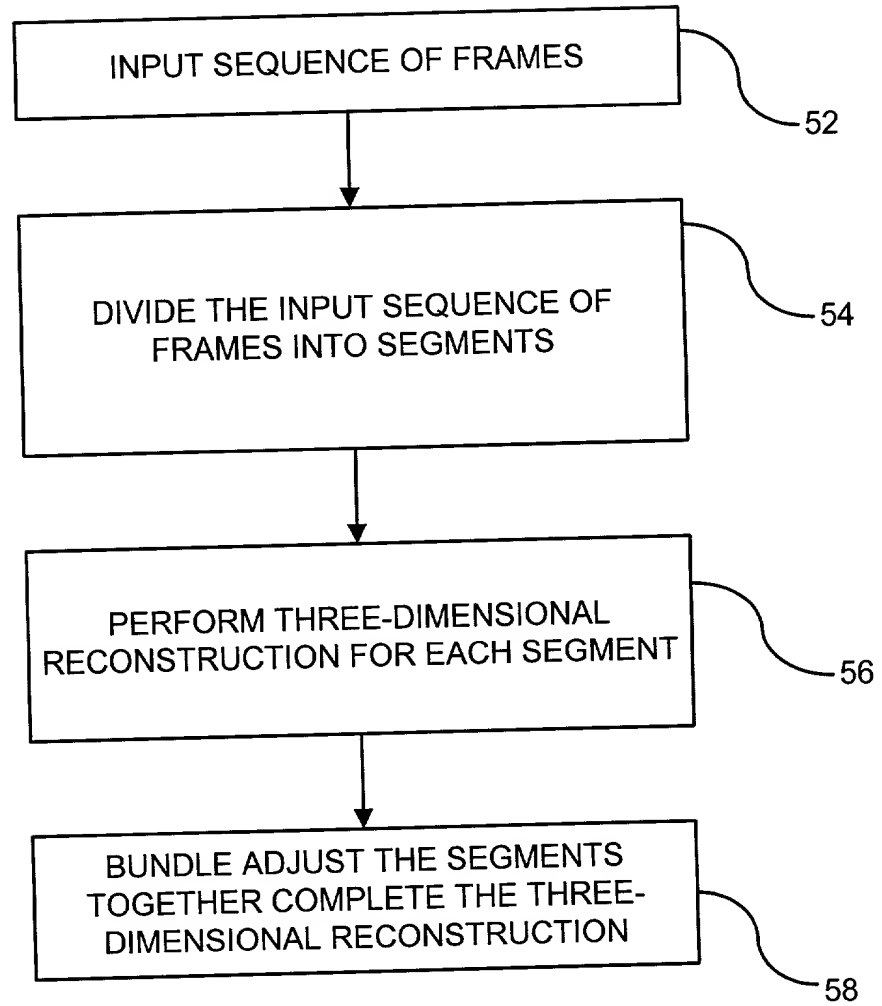 INPUT SEQUENCE OF FRAMES
52
DIVIDE THE INPUT SEQUENCE OF
FRAMES INTO SEGMENTS
54
PERFORM THREE-DIMENSIONAL
RECONSTRUCTION FOR EACH SEGMENT
56
BUNDLE ADJUST THE SEGMENTS
TOGETHER COMPLETE THE THREE-
DIMENSIONAL RECONSTRUCTION
58